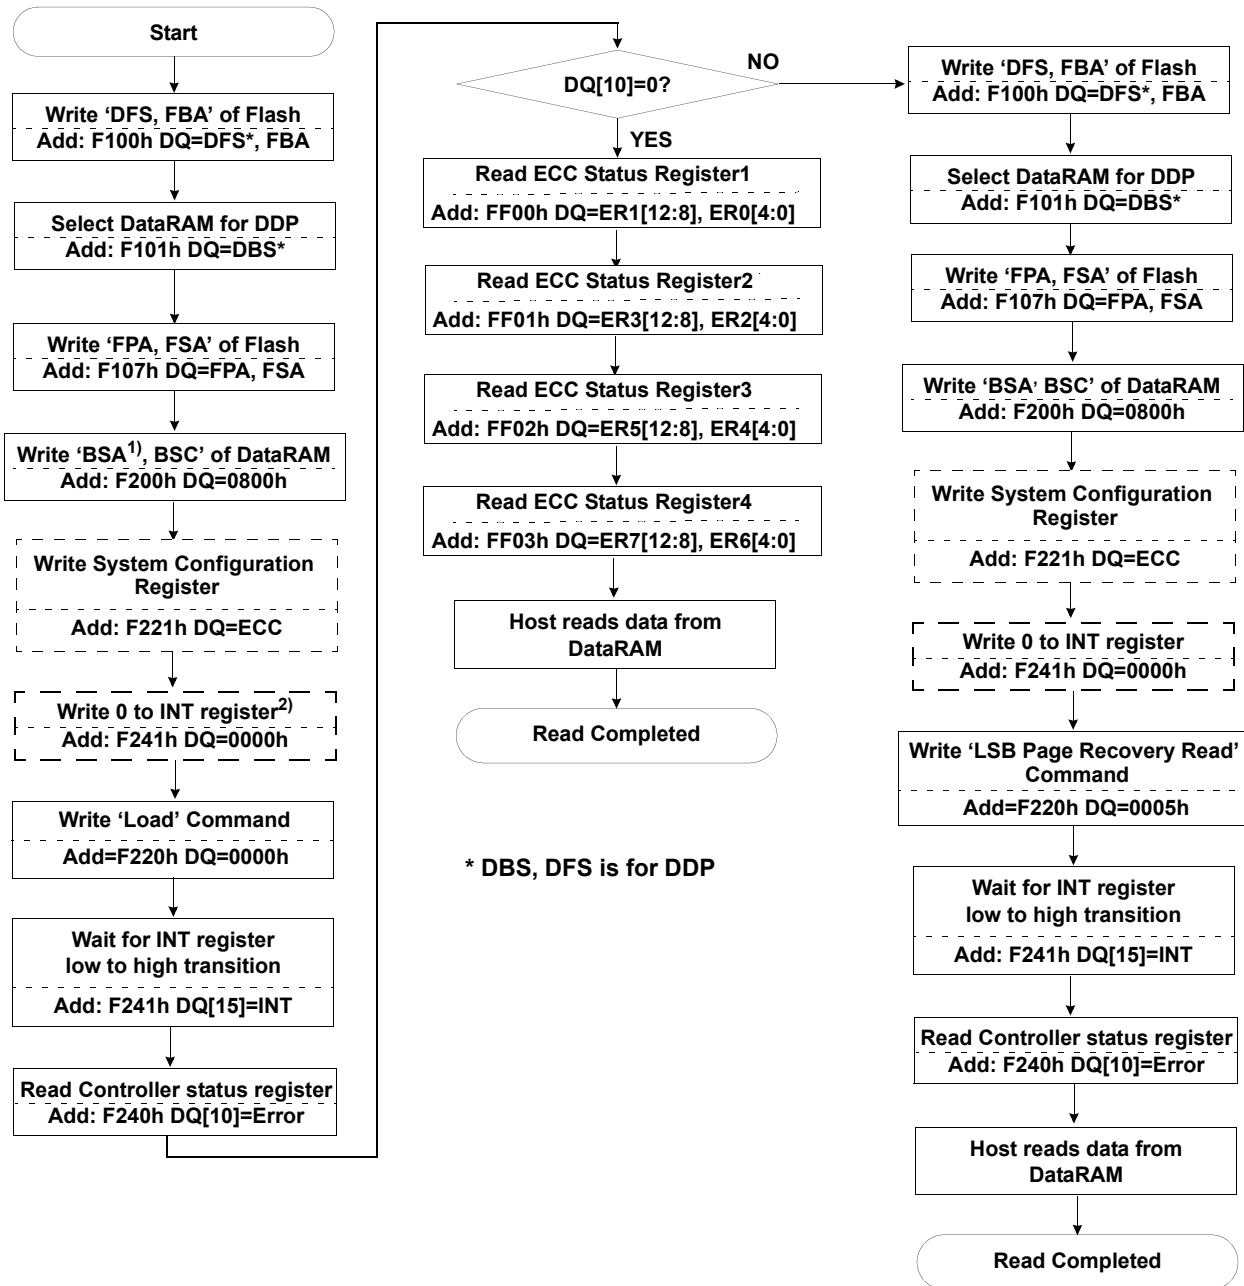 Start
Write ‘DFS, FBA’ of Flash
Add: F100h DQ=DFS*, FBA
Select DataRAM for DDP
Add: F101h DQ=DBS*
Write ‘FPA, FSA’ of Flash
Add: F107h DQ=FPA, FSA
Write ‘BSA1), BSC’ of DataRAM
Add: F200h DQ=0800h
Write System Configuration
Register
Add: F221h DQ=ECC
Write 0 to INT register2)
Add: F241h DQ=0000h
Write ‘Load’ Command
Add=F220h DQ=0000h
Wait for INT register
low to high transition
Add: F241h DQ[15]=INT
Read Controller status register
Add: F240h DQ[10]=Error
DQ[10]=0?
NO
YES
Read ECC Status Register1
Add: FF00h DQ=ER1[12:8], ER0[4:0]
Read ECC Status Register2
Add: FF01h DQ=ER3[12:8], ER2[4:0]
Read ECC Status Register3
Add: FF02h DQ=ER5[12:8], ER4[4:0]
Read ECC Status Register4
Add: FF03h DQ=ER7[12:8], ER6[4:0]
Host reads data from
DataRAM
Read Completed
* DBS, DFS is for DDP
Write ‘DFS, FBA’ of Flash
Add: F100h DQ=DFS*, FBA
Select DataRAM for DDP
Add: F101h DQ=DBS*
Write ‘FPA, FSA’ of Flash
Add: F107h DQ=FPA, FSA
Write ‘BSA, BSC’ of DataRAM
Add: F200h DQ=0800h
Write System Configuration
Register
Add: F221h DQ=ECC
Write 0 to INT register
Add: F241h DQ=0000h
Write ‘LSB Page Recovery Read’
Command
Add=F220h DQ=0005h
Wait for INT register
low to high transition
Add: F241h DQ[15]=INT
Read Controller status register
Add: F240h DQ[10]=Error
Host reads data from
DataRAM
Read Completed